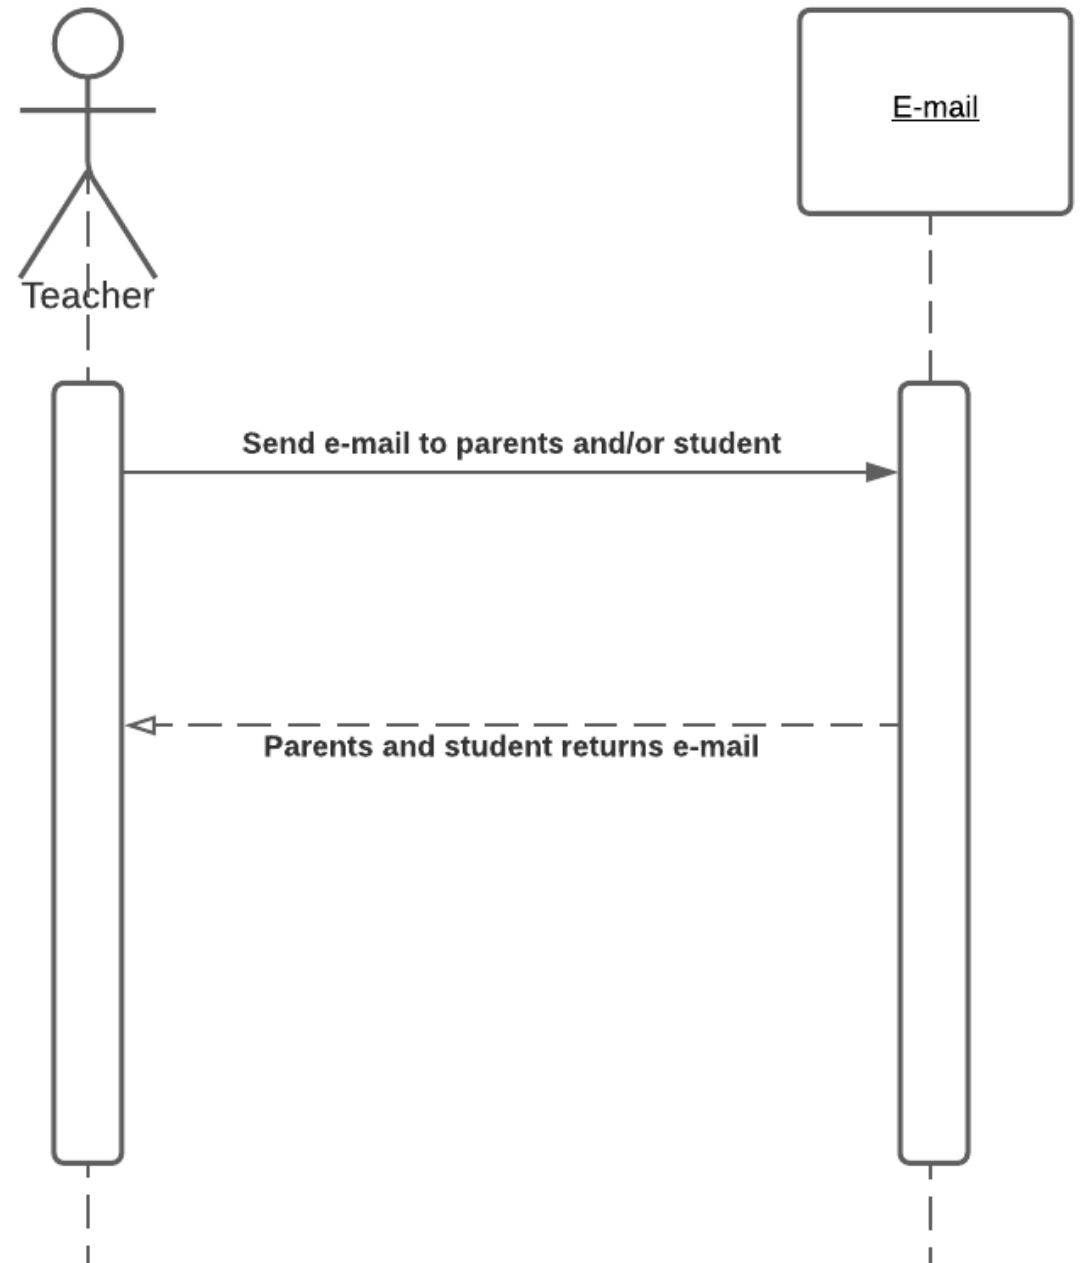 E-mail
Teacher
Send e-mail to parents and/or student
Parents and student returns e-mail